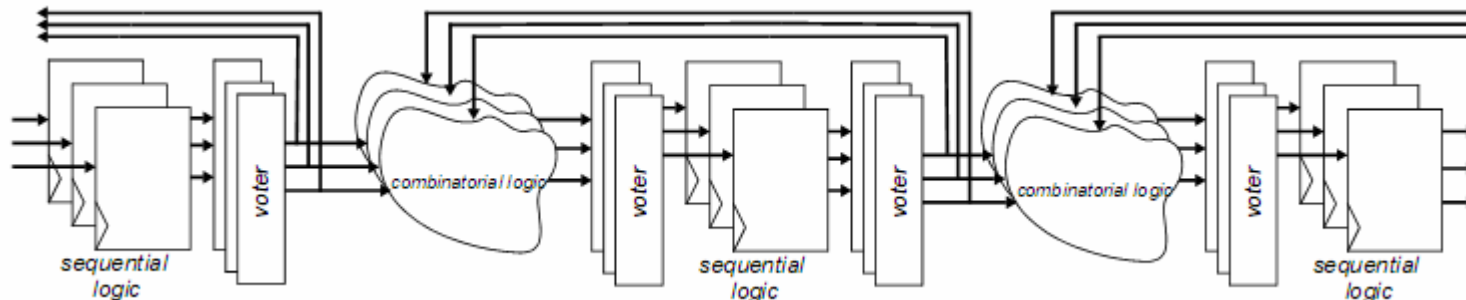 voter
combinatorial logic
voter
voter
combinatorial logic
voter
sequential
logic
sequential
logic
sequential
logic